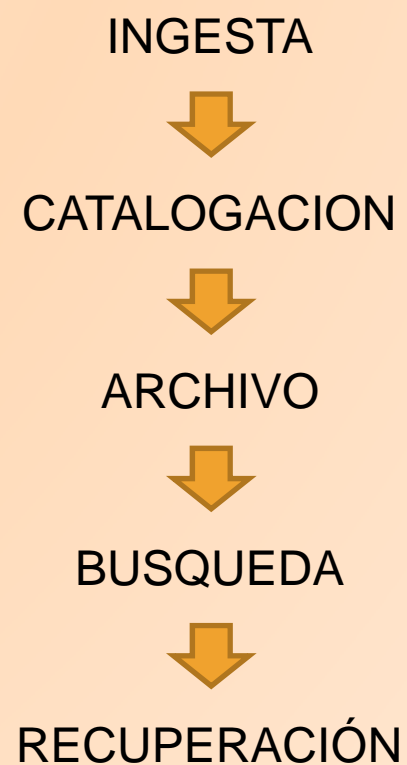 INGESTA
CATALOGACION
ARCHIVO
BUSQUEDA
RECUPERACIÓN